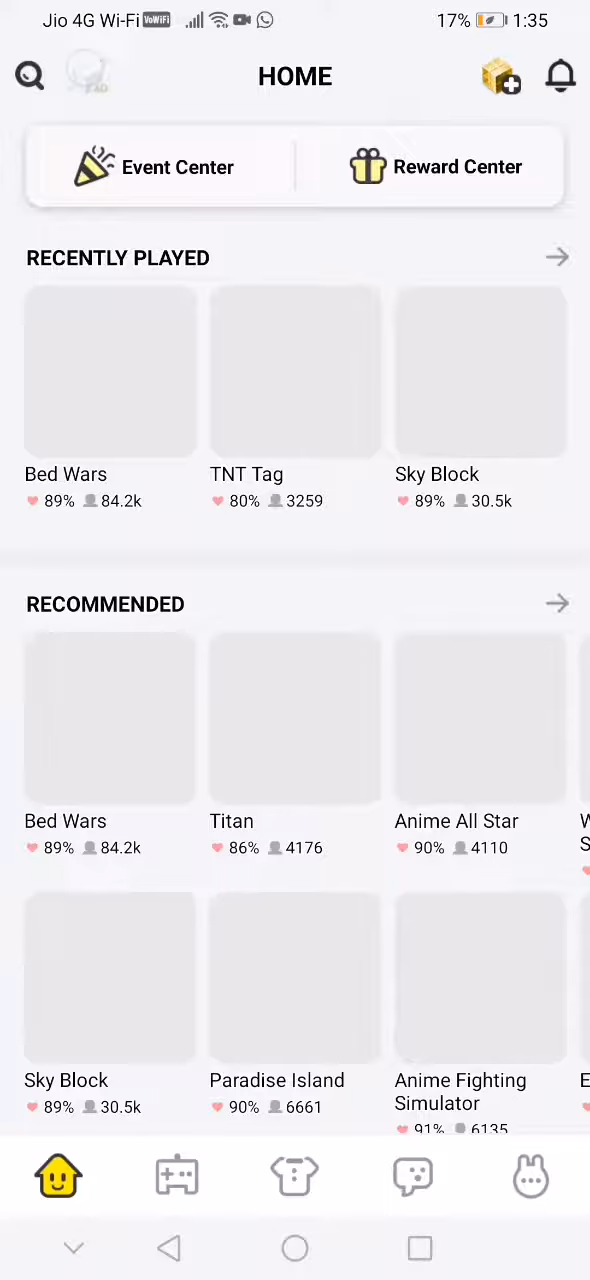 Jio 4G Wi-Fi VoWiFi 17% 1:35
HOME
Event Center Reward Center
RECENTLY PLAYED
Bed Wars TNT Tag Sky Block
89% 84.2k 80% 3259 89% 30.5k
RECOMMENDED
Bed Wars Titan Anime All Star W
89% 84.2k 86% 4176 90% 4110 S
Sky Block Paradise Island Anime Fighting E
Simulator
89% 30.5k 90% 6661
91% 6135